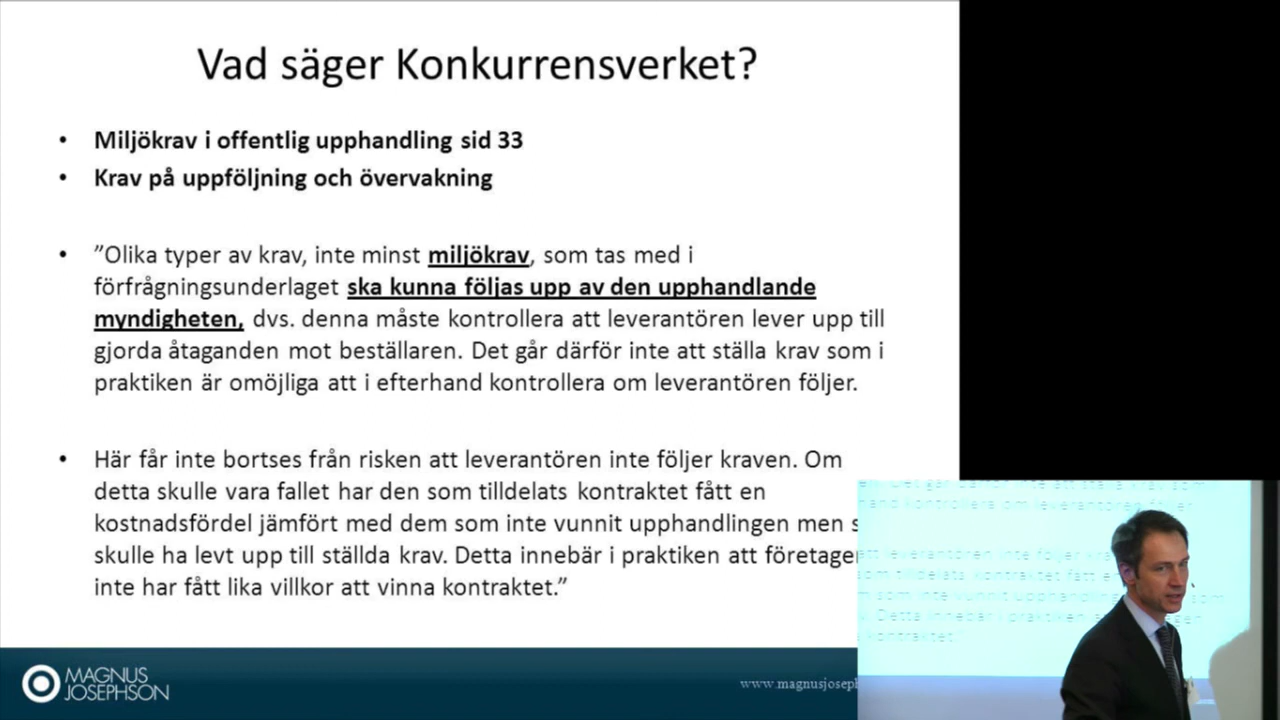 Vad säger Konkurrensverket?
• Miljökrav i offentlig upphandling sid 33
• Krav på uppföljning och övervakning
• ”Olika typer av krav, inte minst miljökrav, som tas med i
förfrågningsunderlaget ska kunna följas upp av den upphandlande
myndigheten, dvs. denna måste kontrollera att leverantören lever upp till
gjorda åtaganden mot beställaren. Det går därför inte att ställa krav som i
praktiken är omöjliga att i efterhand kontrollera om leverantören följer.
• Här får inte bortses från risken att leverantören inte följer kraven. Om
detta skulle vara fallet har den som tilldelats kontraktet fått en
kostnadsfördel jämfört med dem som inte vunnit upphandlingen men
skulle ha levt upp till ställda krav. Detta innebär i praktiken att
inte har fått lika villkor att vinna kontraktet.”
MAGNUS
JOSEPHSON